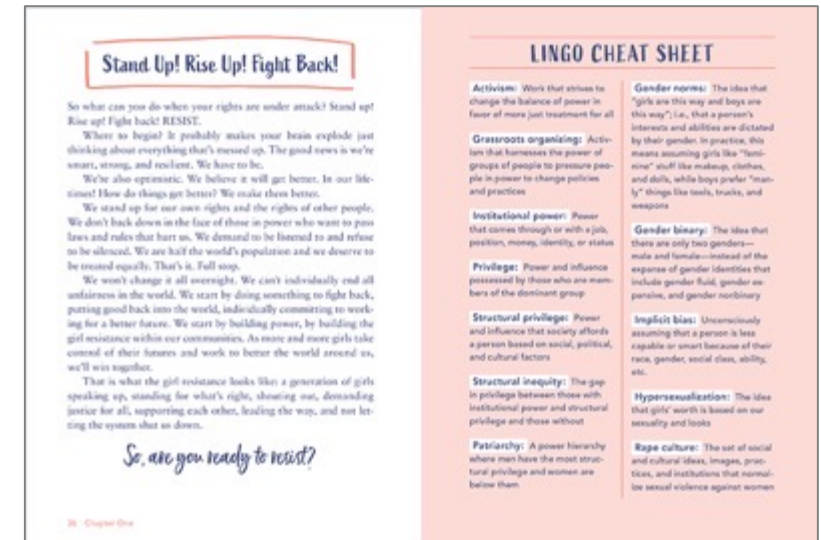 Stand Up! Rise Up! Fight Back!
So what can you do when your rights are under attack? Stand up!
Rise up! Fight back! RESIST.
Where to begin? It probably makes your brain explode just
thinking about everything that's messed up. The good news is we're
smart, strong, and resilient. We have to be.
We're also optimistic. We believe it will get better. In our life-
times! How do things get better? We make them better.
We stand up for our own rights and the rights of other people.
We don't back down in the face of those in power who want to pass
laws and rules that hurt us. We demand to be listened to and refuse
to be silenced. We are half the world's population and we deserve to
be treated equally. That's it. Full stop.
We won't change it all overnight. We can't individually end all
unfairness in the world. We start by doing something to fight back,
putting good back into the world, individually committing to work-
ing for a better future. We start by building power, by building the
girl resistance within our communities. As more and more girls take
control of their futures and work to better the world around us,
we'll win together.
That is what the girl resistance looks like: a generation of girls
speaking up, standing for what's right, shouting out, demanding
justice for all, supporting each other, leading the way, and not let-
ting the system shut us down.
So, are you ready to resist?
Chapter One
LINGO CHEAT SHEET
Activism: Work that strives to
change the balance of power in
favor of more just treatment for all
Grassroots organizing: Activ-
ism that harnesses the power of
groups of people to pressure peo-
ple in power to change policies
and practices
Institutional power: Power
that comes through or with a job,
position, money, identity, or status
Privilege: Power and influence
possessed by those who are mem-
bers of the dominant group
Structural privilege: Power
and influence that society affords
a person based on social, political,
and cultural factors
Structural inequity: The gap
in privilege between those with
institutional power and structural
privilege and those without
Patriarchy: A power hierarchy
where men have the most struc-
tural privilege and women are
below them
Gender norms: The idea that
"girls are this way and boys are
this way"; i.e., that a person's
interests and abilities are dictated
by their gender. In practice, this
means assuming girls like "femi-
nine" stuff like makeup, clothes,
and dolls, while boys prefer "man-
ly" things like tools, trucks, and
weapons
Gender binary: The idea that
there are only two genders—
male and female—instead of the
expanse of gender identities that
include gender fluid, gender ex-
pansive, and gender nonbinary
Implicit bias: Unconsciously
assuming that a person is less
capable or smart because of their
race, gender, social class, ability,
etc.
Hypersexualization: The idea
that girls' worth is based on our
sexuality and looks
Rape culture: The set of social
and cultural ideas, images, prac-
tices, and institutions that normal-
ize sexual violence against women